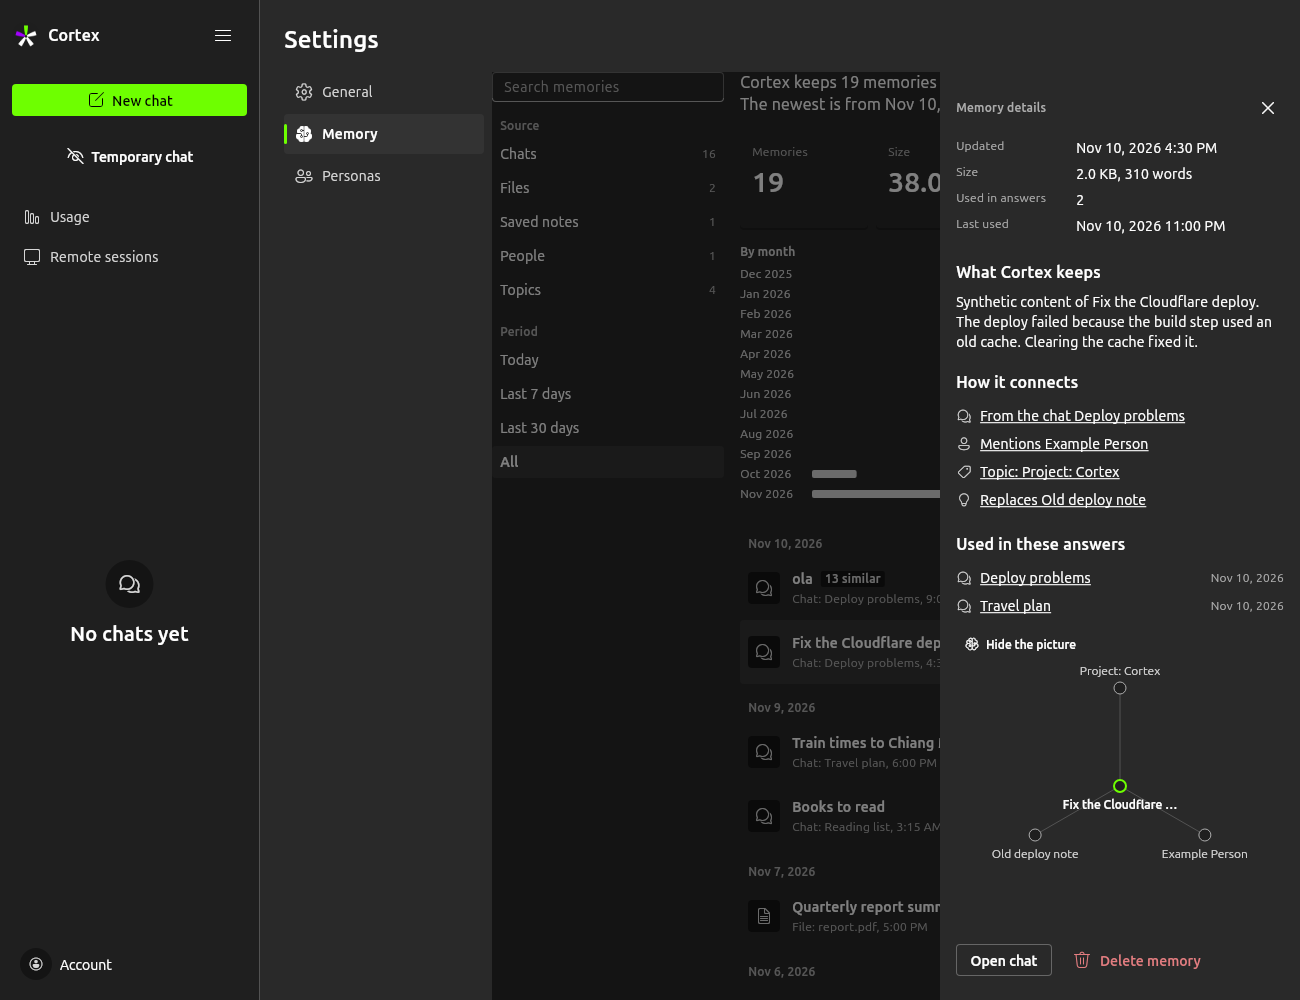 Cortex
New chat
Temporary chat
Usage
Remote sessions
No chats yet
Account
Settings
General
Memory
Personas
Search memories
Source
Chats 16
Files 2
Saved notes 1
People 1
Topics 4
Period
Today
Last 7 days
Last 30 days
All
Cortex keeps 19 memories
The newest is from Nov 10,
Memories
19
Size
38.0
By month
Dec 2025
Jan 2026
Feb 2026
Mar 2026
Apr 2026
May 2026
Jun 2026
Jul 2026
Aug 2026
Sep 2026
Oct 2026
Nov 2026
Nov 10, 2026
ola 13 similar
Chat: Deploy problems, 9:0
Fix the Cloudflare dep
Chat: Deploy problems, 4:3
Nov 9, 2026
Train times to Chiang
Chat: Travel plan, 6:00 PM
Books to read
Chat: Reading list, 3:15 AM
Nov 7, 2026
Quarterly report sum
File: report.pdf, 5:00 PM
Nov 6, 2026
Memory details
Updated Nov 10, 2026 4:30 PM
Size 2.0 KB, 310 words
Used in answers 2
Last used Nov 10, 2026 11:00 PM
What Cortex keeps
Synthetic content of Fix the Cloudflare deploy.
The deploy failed because the build step used an
old cache. Clearing the cache fixed it.
How it connects
From the chat Deploy problems
Mentions Example Person
Topic: Project: Cortex
Replaces Old deploy note
Used in these answers
Deploy problems Nov 10, 2026
Travel plan Nov 10, 2026
Hide the picture
Project: Cortex
Fix the Cloudflare ...
Old deploy note
Example Person
Open chat
Delete memory